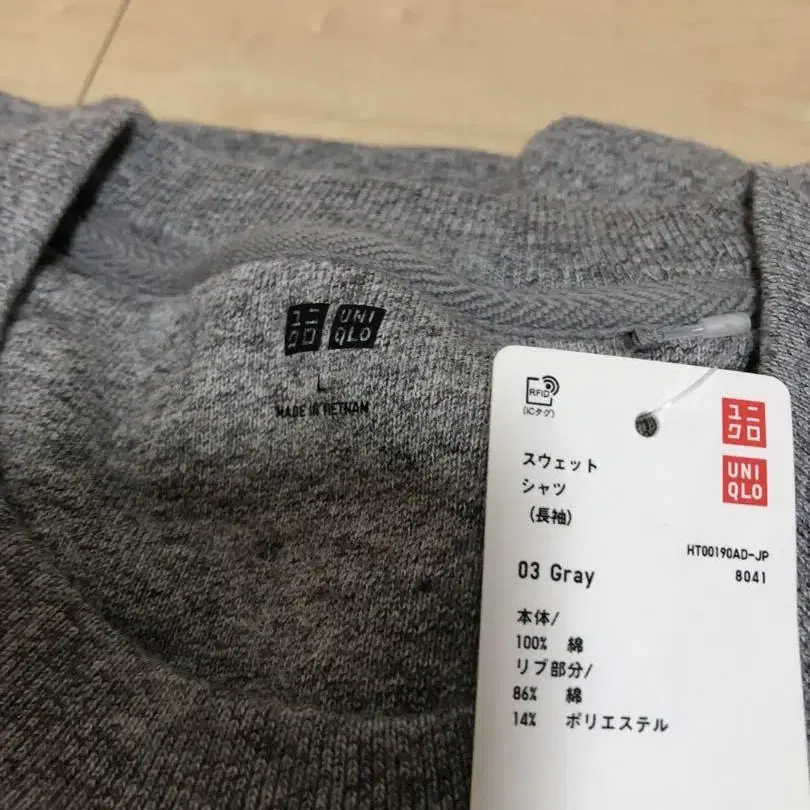 ユニ UNI
クロ QLO
L
MADE IN VIETNAM
RFID
(ICタグ)
ユニ
クロ
UNI
QLO
スウェット
シャツ
(長袖)
HT00190AD-JP
8041
03 Gray
本体/
100% 綿
リブ部分/
86% 綿
14% ポリエステル